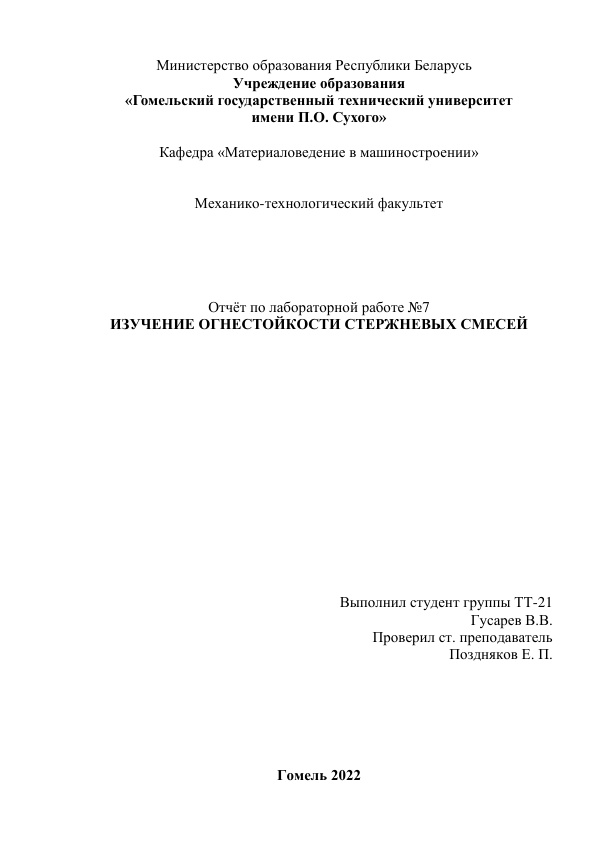 Министерство образования Республики Беларусь
Учреждение образования
«Гомельский государственный технический университет
имени П.О. Сухого»
Кафедра «Материаловедение в машиностроении»
Механико-технологический факультет
Отчёт по лабораторной работе №7
ИЗУЧЕНИЕ ОГНЕСТОЙКОСТИ СТЕРЖНЕВЫХ СМЕСЕЙ
Выполнил студент группы ТТ-21
Гусарев В.В.
Проверил ст. преподаватель
Поздняков Е. П.
Гомель 2022